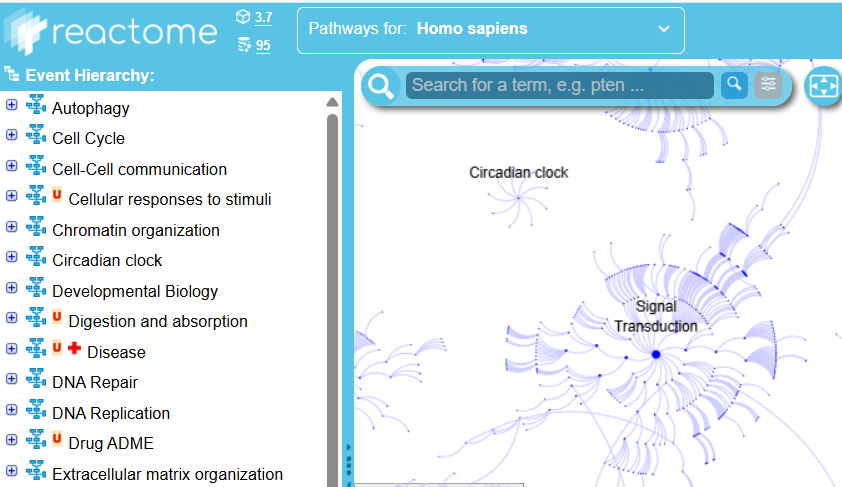 reactome
3.7
95
Pathways for: Homo sapiens
Event Hierarchy:
Search for a term, e.g. pten ...
Autophagy
Cell Cycle
Cell-Cell communication
U Cellular responses to stimuli
Chromatin organization
Circadian clock
Developmental Biology
U Digestion and absorption
U Disease
DNA Repair
DNA Replication
U Drug ADME
Extracellular matrix organization
Circadian clock
Signal
Transduction